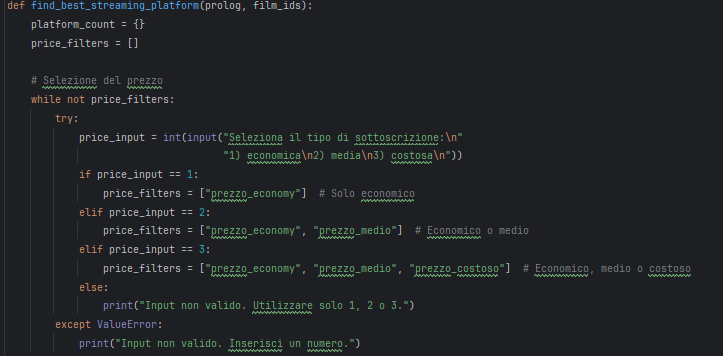 def find_best_streaming_platform(prolog, film_ids):
    platform_count = {}
    price_filters = []
    # Selezione del prezzo
    while not price_filters:
        try:
            price_input = int(input("Seleziona il tipo di sottoscrizione:\n"
                                    "1) economica\n2) media\n3) costosa\n"))
            if price_input == 1:
                price_filters = ["prezzo_economy"]  # Solo economico
            elif price_input == 2:
                price_filters = ["prezzo_economy", "prezzo_medio"]  # Economico o medio
            elif price_input == 3:
                price_filters = ["prezzo_economy", "prezzo_medio", "prezzo_costoso"]  # Economico, medio o costoso
            else:
                print("Input non valido. Utilizzare solo 1, 2 o 3.")
        except ValueError:
            print("Input non valido. Inserisci un numero.")